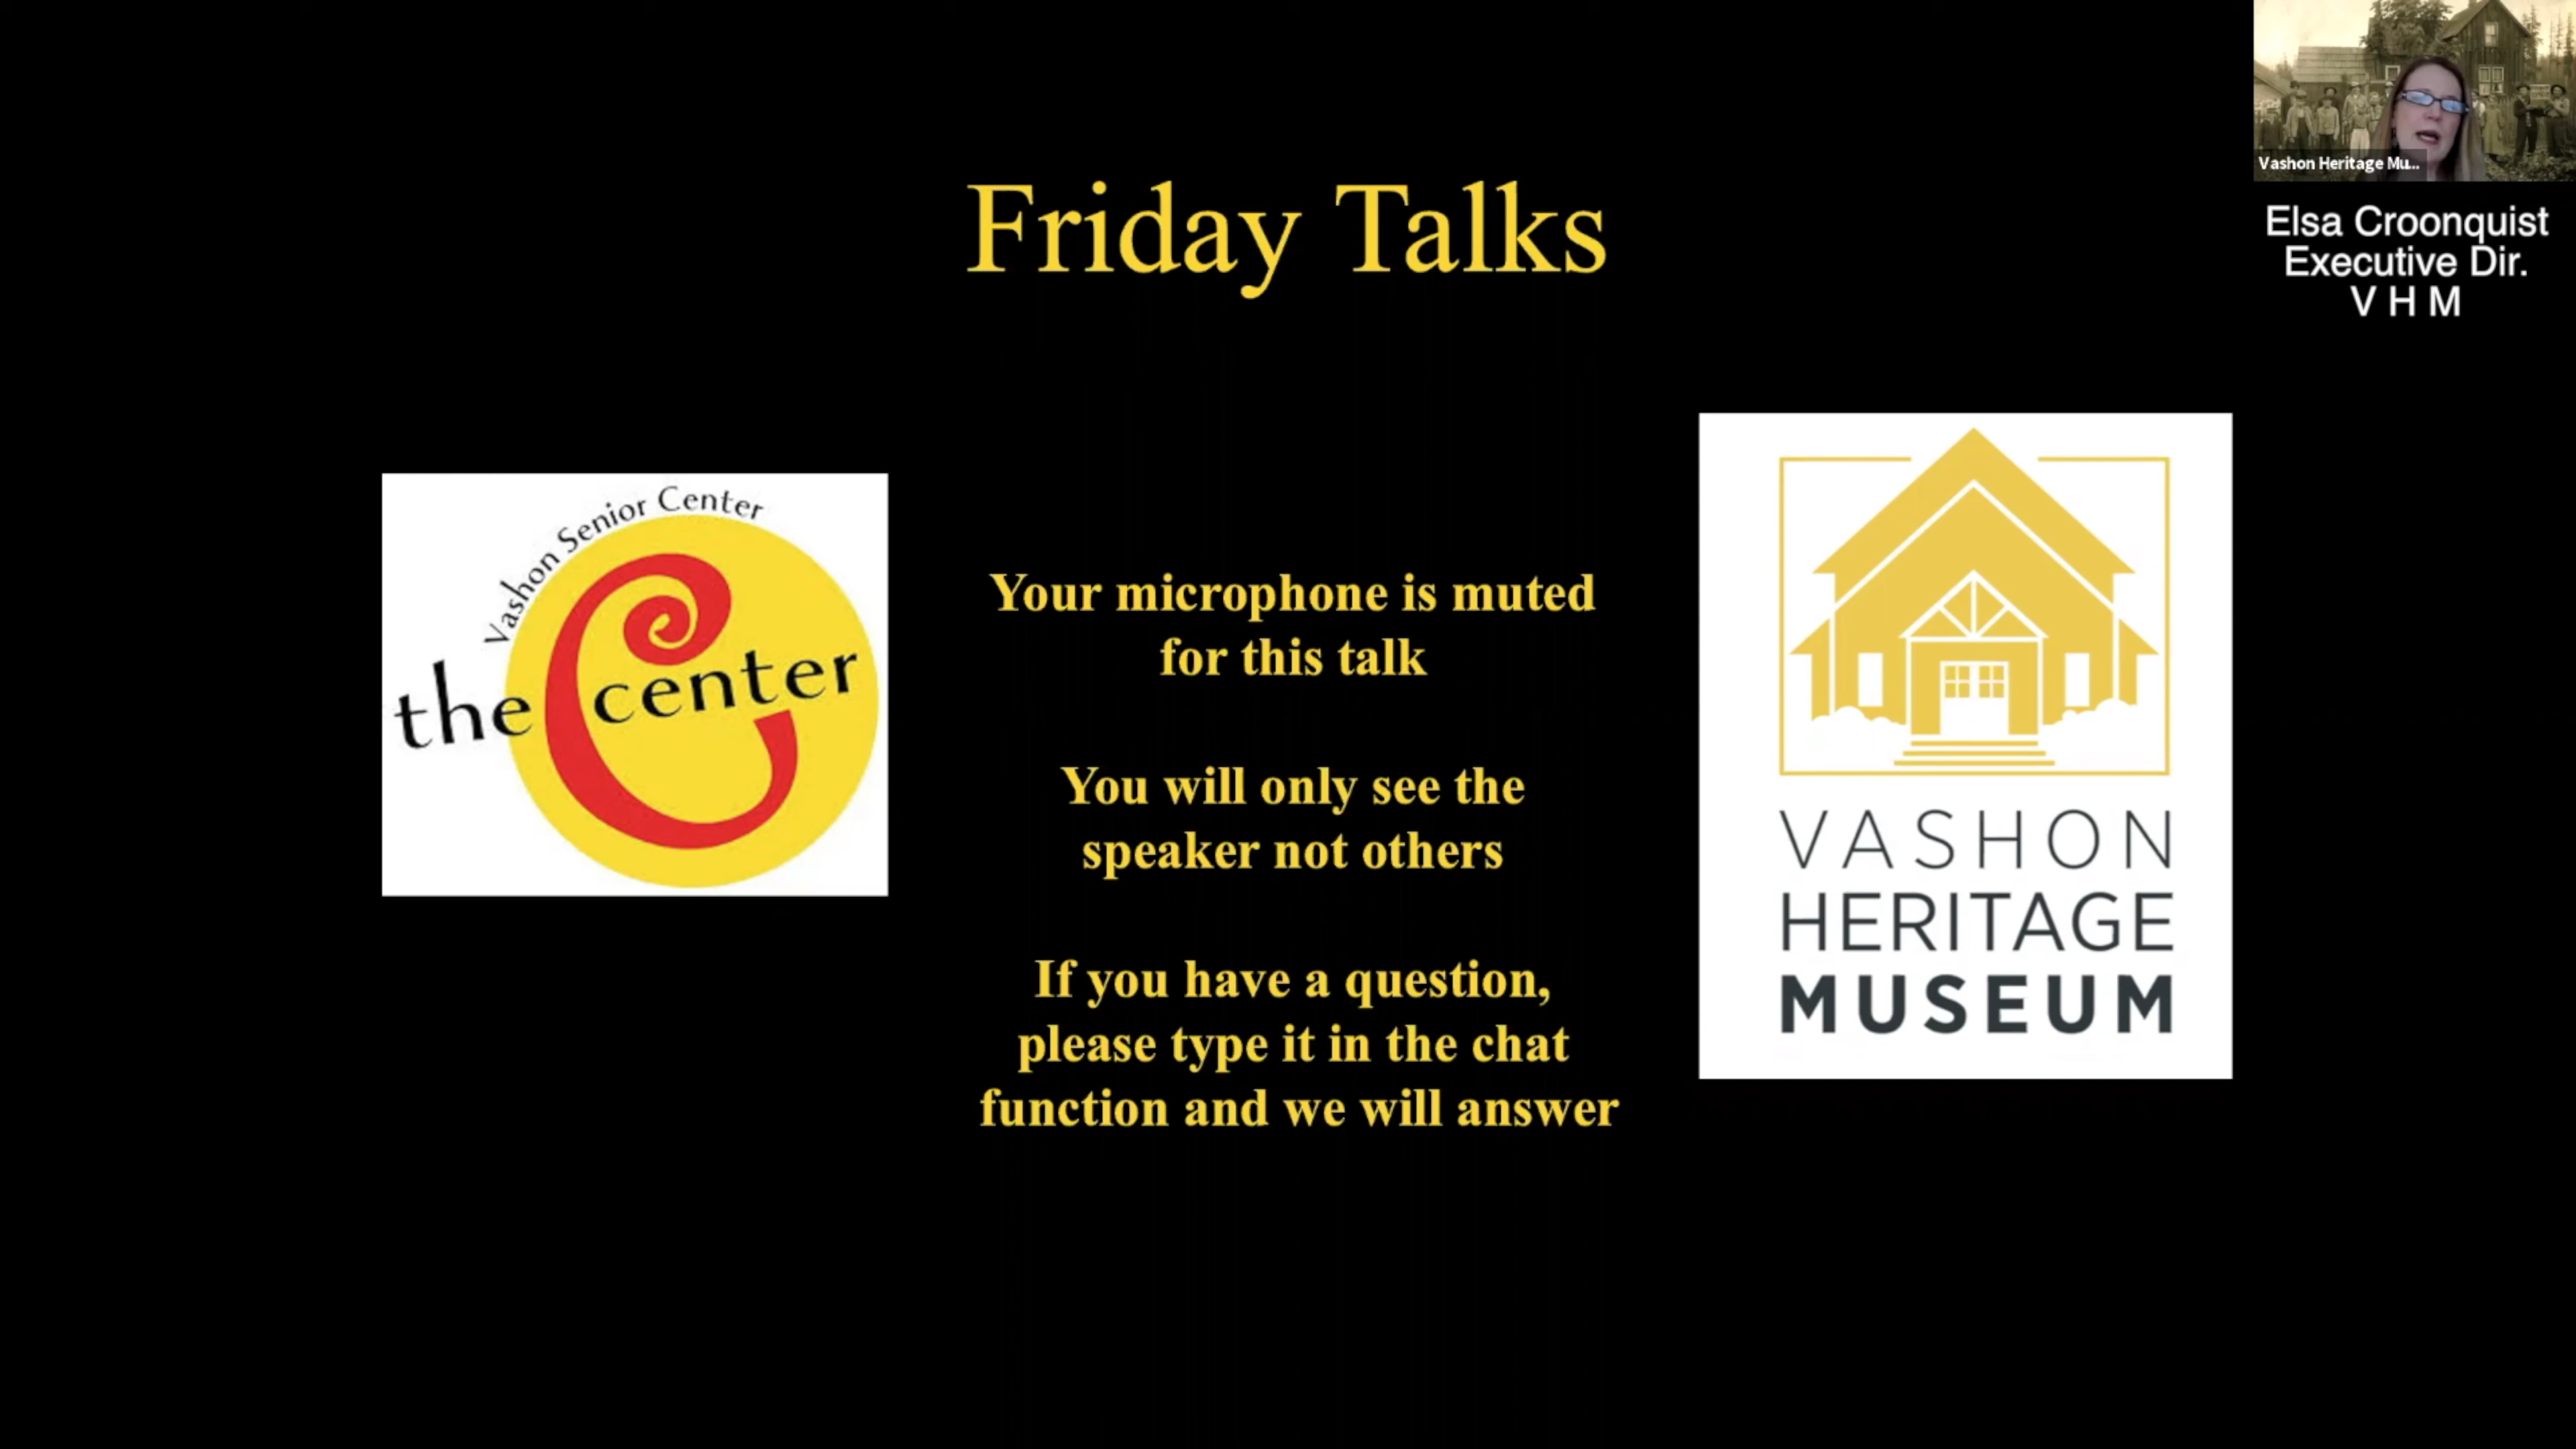 Friday Talks
Vashon Heritage Mu...
Elsa Croonquist
Executive Dir.
V H M
Vashon Senior Center
the center
Your microphone is muted
for this talk
You will only see the
speaker not others
If you have a question,
please type it in the chat
function and we will answer
VASHON
HERITAGE
MUSEUM